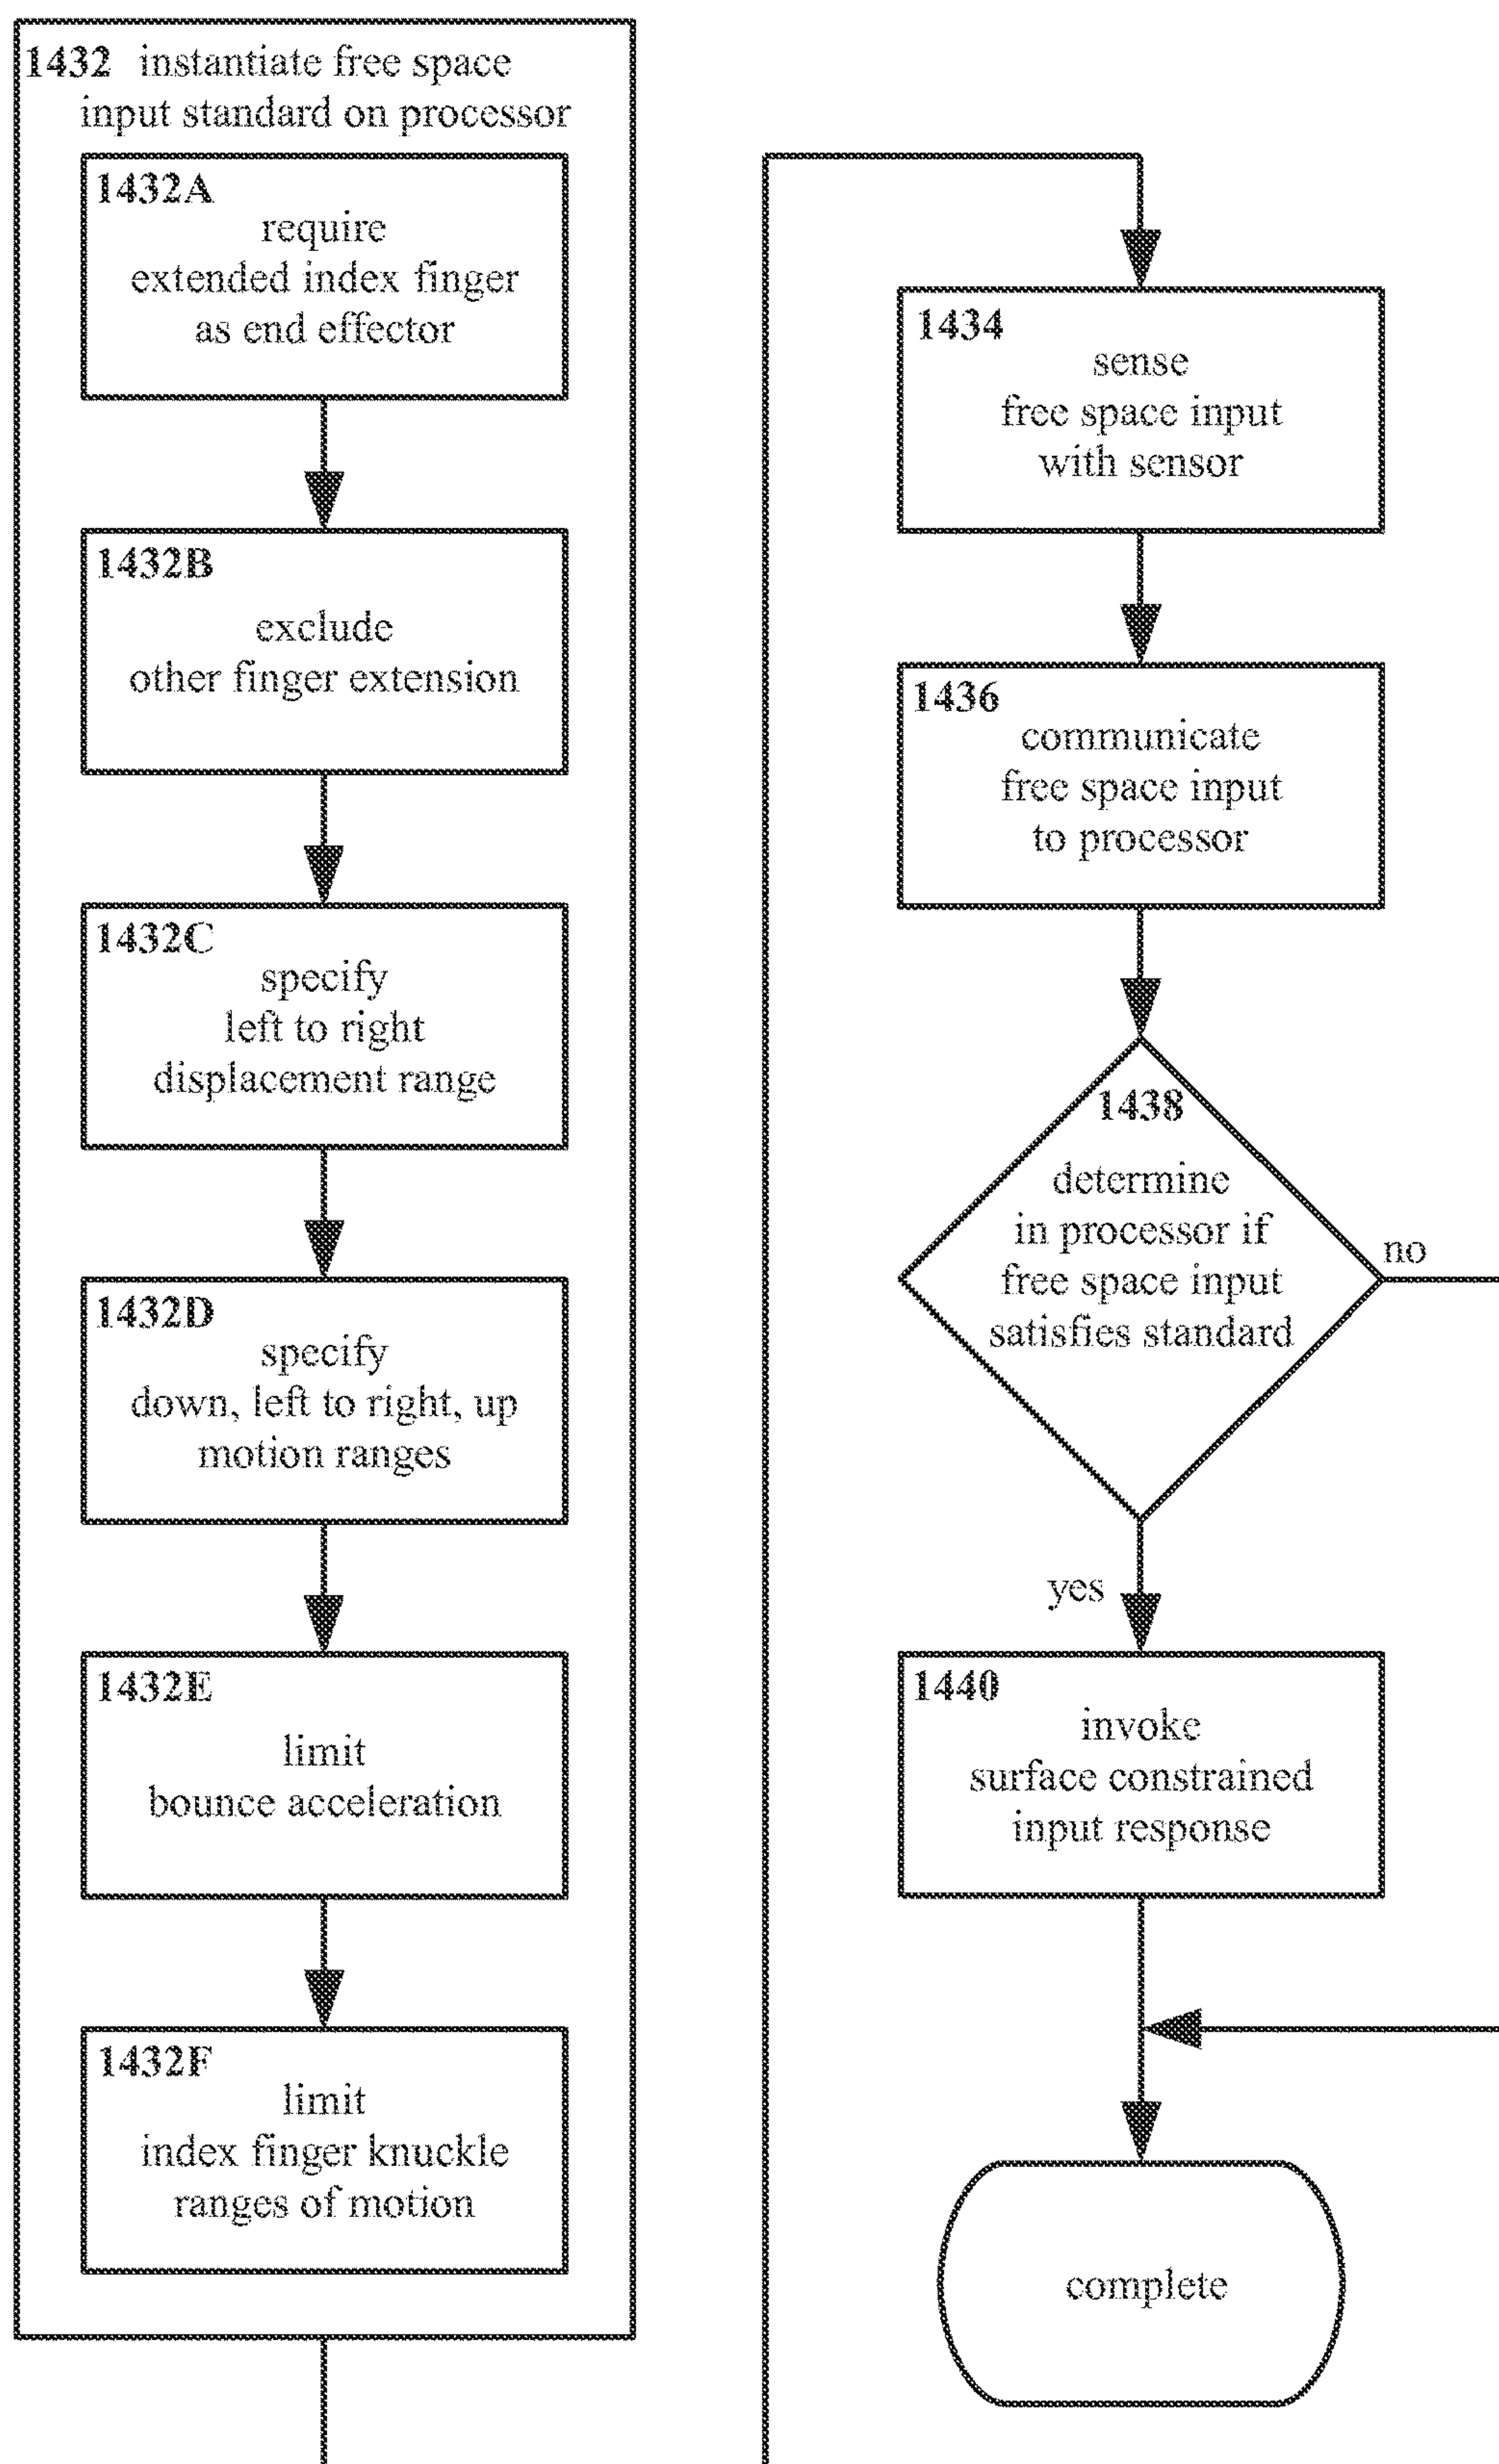 1432 instantiate free space
input standard on processor
1432A
require
extended index finger
as end effector
1432B
exclude
other finger extension
1432C
specify
left to right
displacement range
1432D
specify
down, left to right, up
motion ranges
1432E
limit
bounce acceleration
1432F
limit
index finger knuckle
ranges of motion
1434
sense
free space input
with sensor
1436
communicate
free space input
to processor
1438
determine
in processor if
free space input
satisfies standard
no
yes
1440
invoke
surface constrained
input response
complete